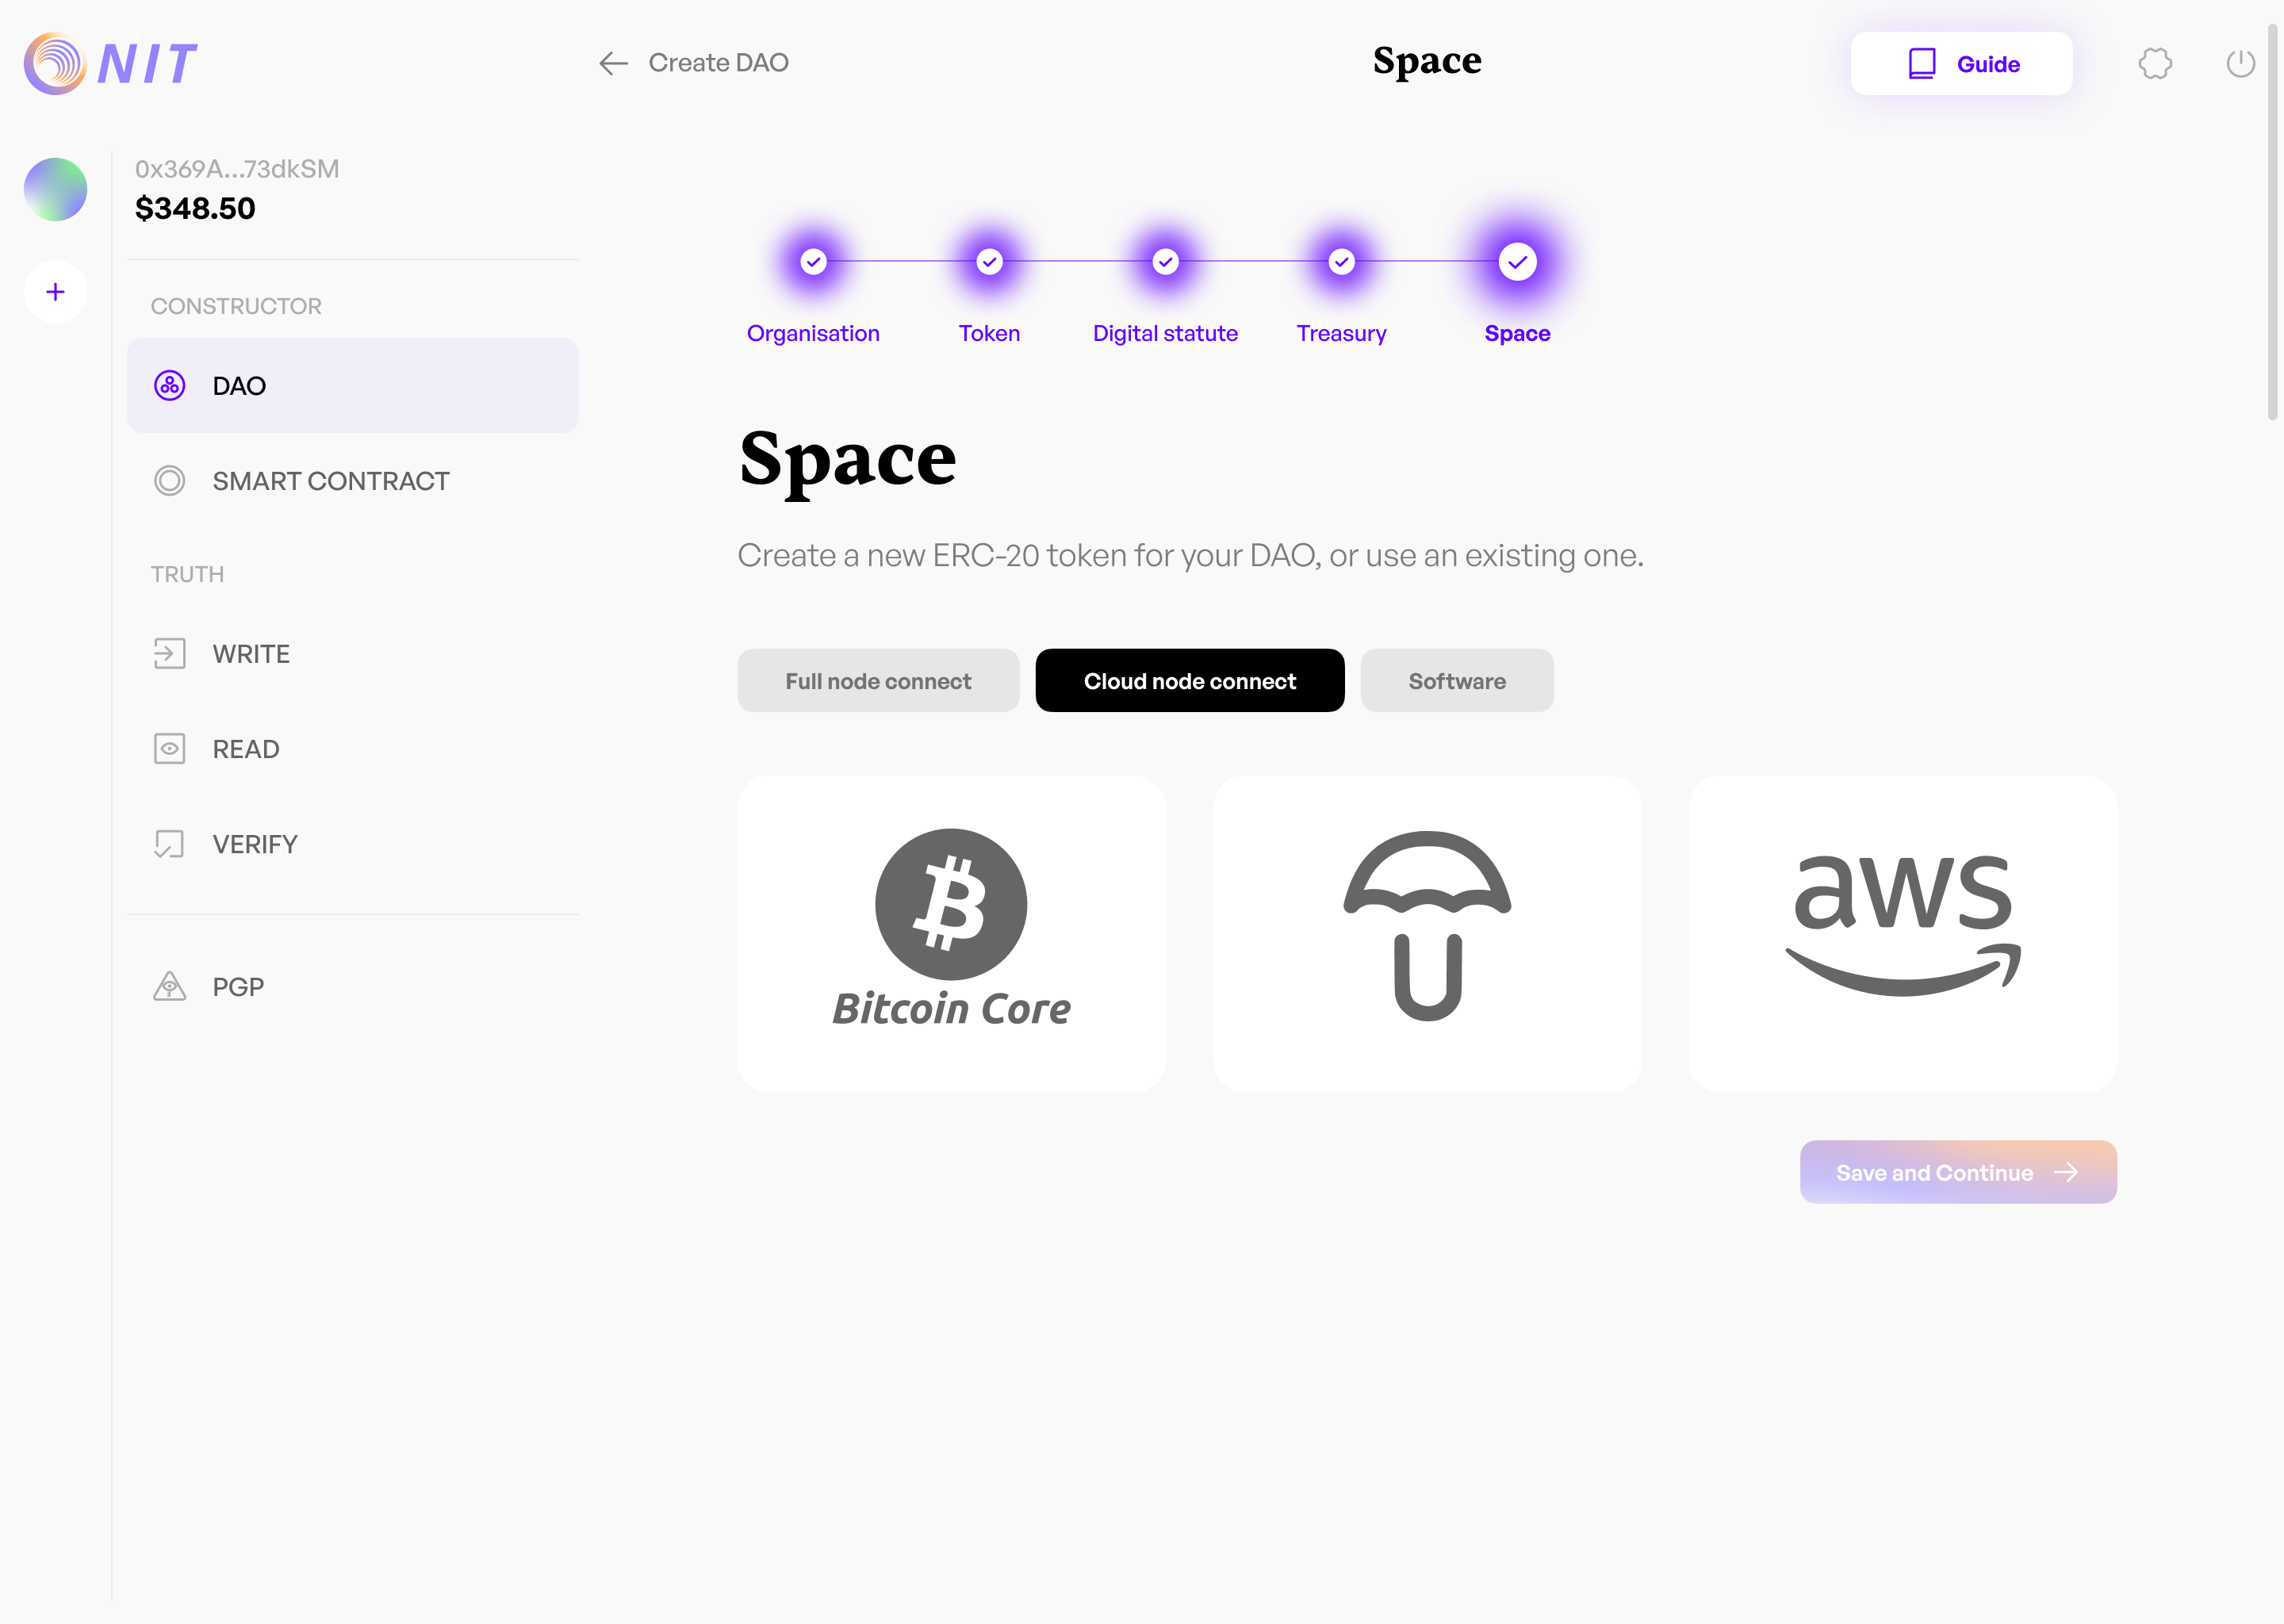 NIT
Create DAO
Space
Guide
0x369A...73dkSM
$348.50
CONSTRUCTOR
DAO
SMART CONTRACT
TRUTH
WRITE
READ
VERIFY
PGP
Organisation
Token
Digital statute
Treasury
Space
Space
Create a new ERC-20 token for your DAO, or use an existing one.
Full node connect
Cloud node connect
Software
Bitcoin Core
aws
Save and Continue